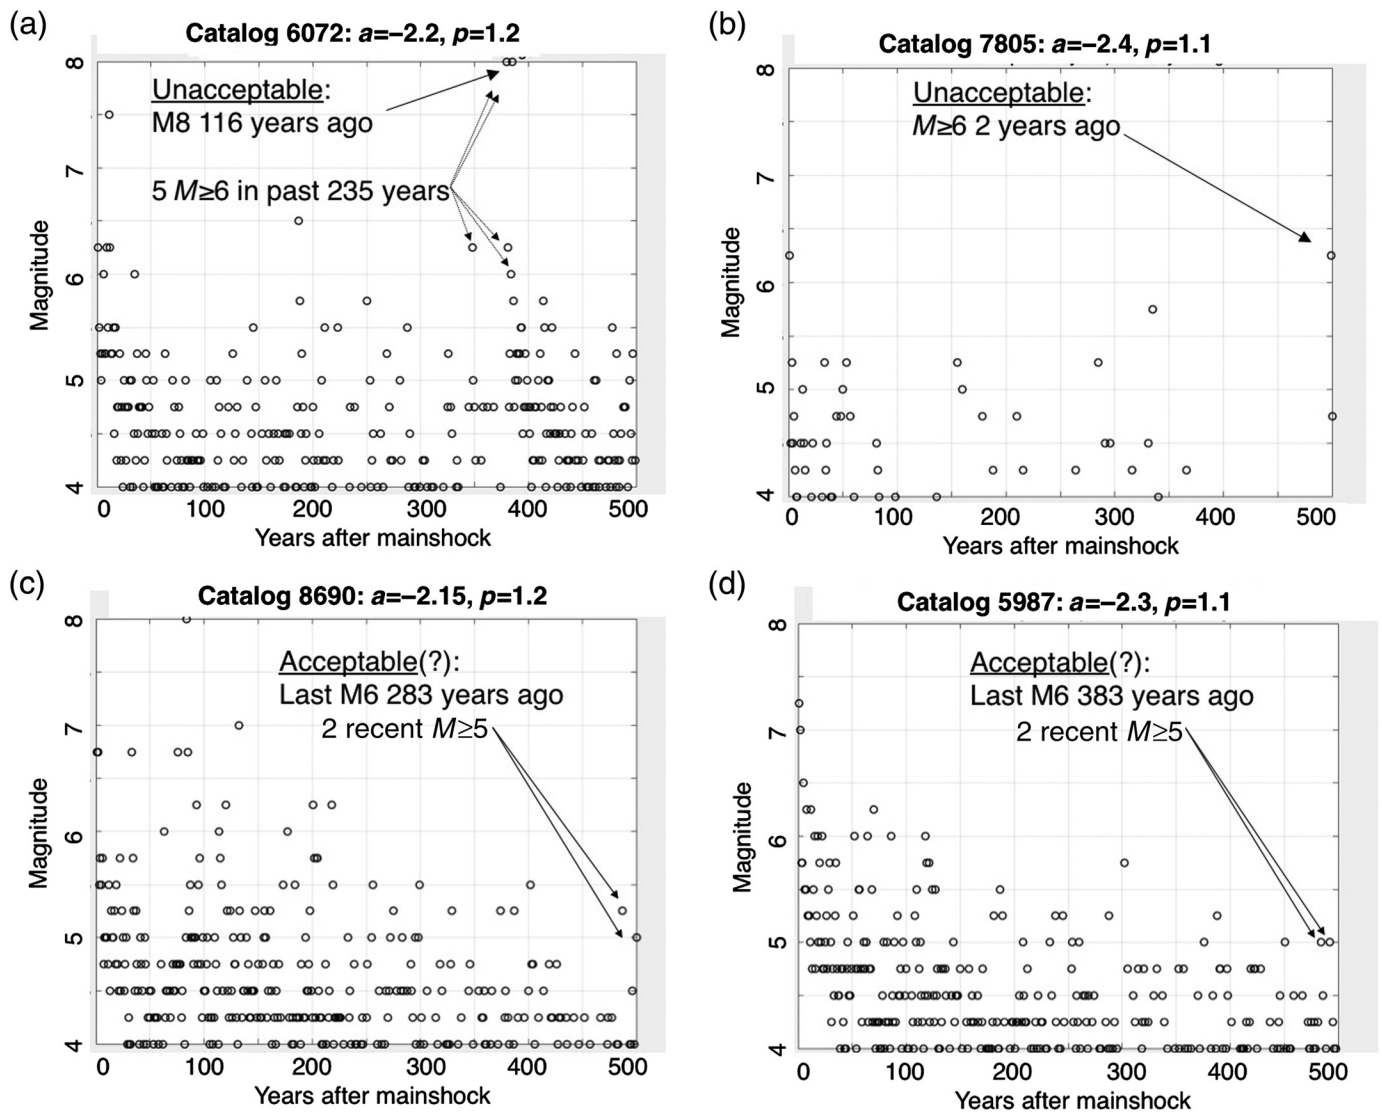 (a)
Catalog 6072: a=–2.2, p=1.2
Unacceptable:
M8 116 years ago
5 M≥6 in past 235 years
Magnitude
8
7
6
5
4
0 100 200 300 400 500
Years after mainshock
(b)
Catalog 7805: a=–2.4, p=1.1
Unacceptable:
M≥6 2 years ago
Magnitude
8
7
6
5
4
0 100 200 300 400 500
Years after mainshock
(c)
Catalog 8690: a=–2.15, p=1.2
Acceptable(?):
Last M6 283 years ago
2 recent M≥5
Magnitude
8
7
6
5
4
0 100 200 300 400 500
Years after mainshock
(d)
Catalog 5987: a=–2.3, p=1.1
Acceptable(?):
Last M6 383 years ago
2 recent M≥5
Magnitude
8
7
6
5
4
0 100 200 300 400 500
Years after mainshock